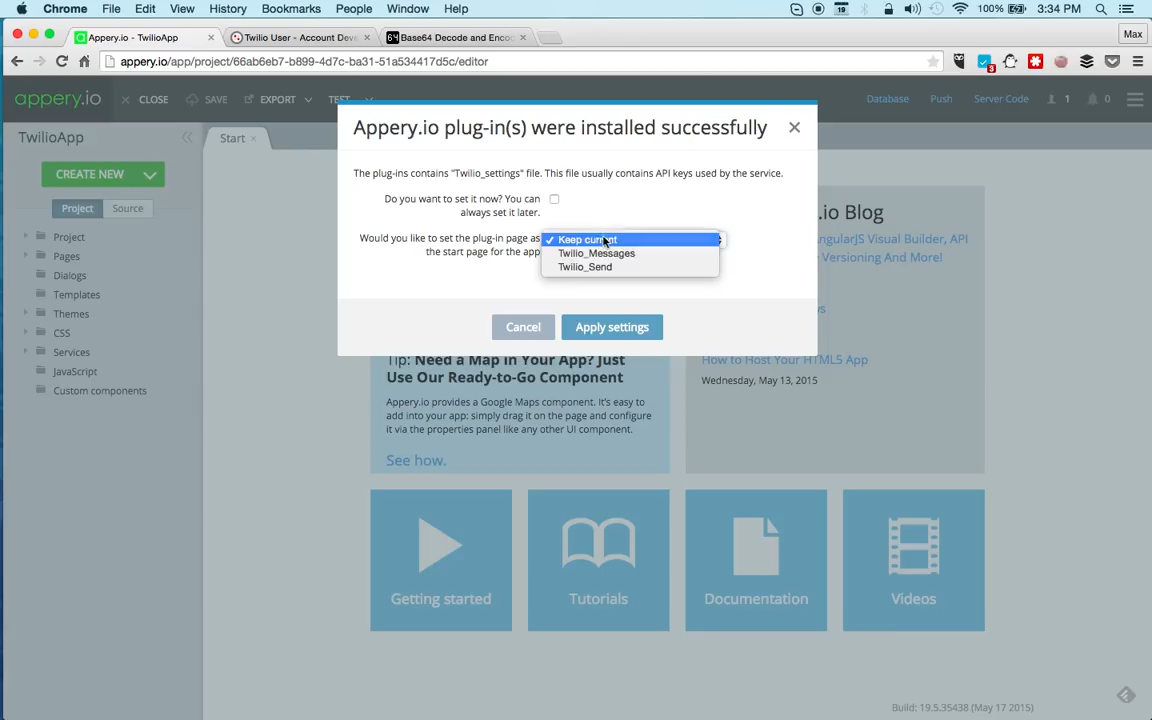 Chrome File Edit View History Bookmarks People Window Help 19 100% 3:34 PM
Appery.io - TwilioApp × Twilio User - Account Deve × 64 Base64 Decode and Encod × Max
appery.io/app/project/66ab6eb7-b899-4d7c-ba31-51a534417d5c/editor 3
appery.io × CLOSE SAVE EXPORT TEST Database Push Server Code 1 0
Appery.io plug-in(s) were installed successfully ×
TwilioApp
Start ×
The plug-ins contains "Twilio_settings" file. This file usually contains API keys used by the service.
CREATE NEW
Do you want to set it now? You can
always set it later.
Project Source
.io Blog
Would you like to set the plug-in page as
the start page for the app
✓ Keep current
Twilio_Messages
Twilio_Send
AngularJS Visual Builder, API
Versioning And More!
Project
Pages
Dialogs
Templates
Themes
CSS
Services
JavaScript
Custom components
Cancel Apply settings
Tip: Need a Map in Your App? Just
Use Our Ready-to-Go Component
Appery.io provides a Google Maps component. It's easy to
add into your app: simply drag it on the page and configure
it via the properties panel like any other UI component.
See how.
How to Host Your HTML5 App
Wednesday, May 13, 2015
Getting started Tutorials Documentation Videos
Build: 19.5.35438 (May 17 2015)